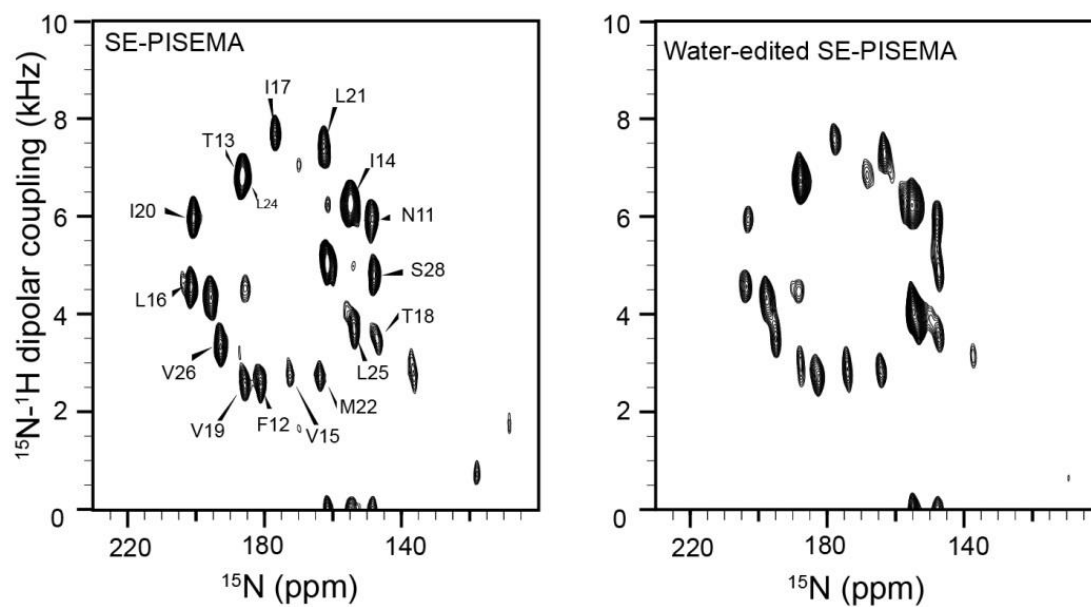 SE-PISEMA
Water-edited SE-PISEMA
10
8
6
4
2
0
10
8
6
4
2
0
¹⁵N-¹H dipolar coupling (kHz)
I17
L21
T13
I14
L24
I20
N11
S28
L16
T18
V26
L25
V19
F12
V15
M22
220
180
140
220
180
140
¹⁵N (ppm)
¹⁵N (ppm)